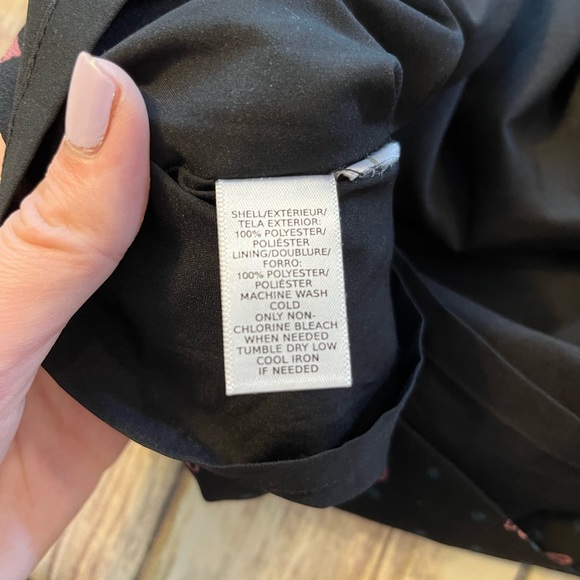 SHELL/EXTÉRIEUR/
TELA EXTERIOR:
100% POLYESTER/
POLIÉSTER
LINING/DOUBLURE/
FORRO:
100% POLYESTER/
POLIÉSTER
MACHINE WASH
COLD
ONLY NON-
CHLORINE BLEACH
WHEN NEEDED
TUMBLE DRY LOW
COOL IRON
IF NEEDED